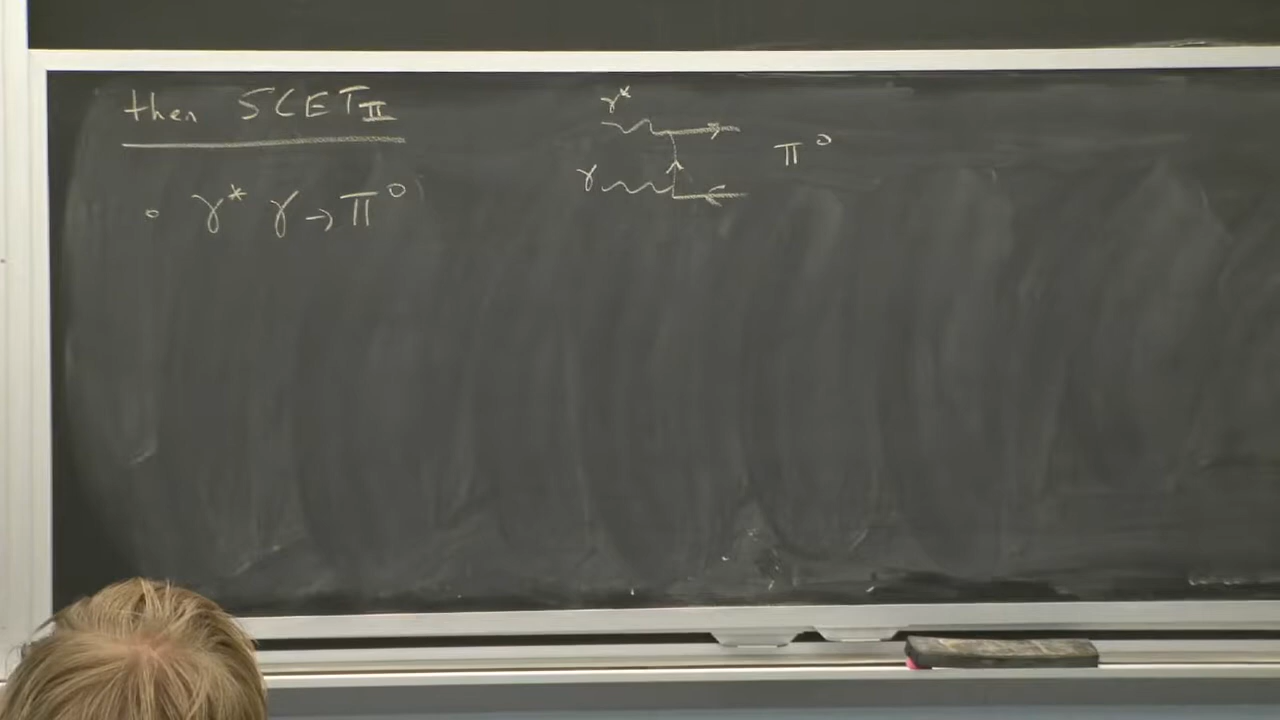 then SCET_II
∘ γ* γ → π⁰
γ*
γ
π⁰